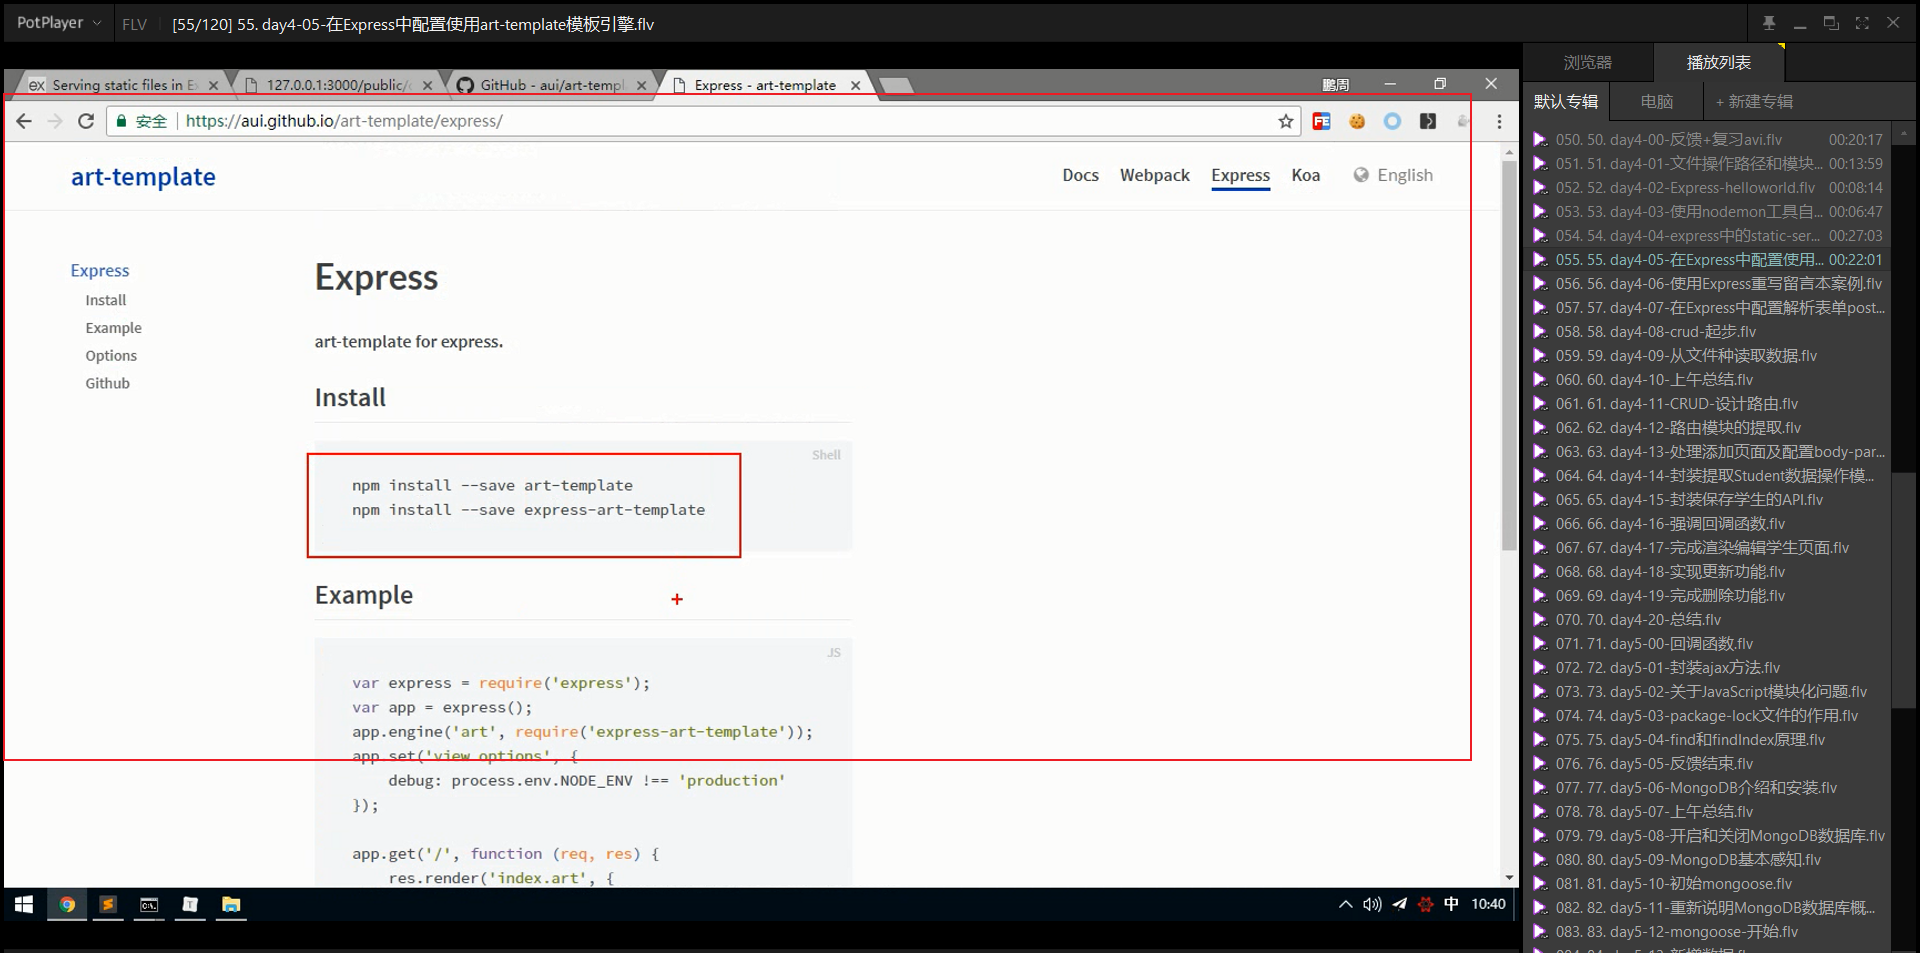 PotPlayer FLV [55/120] 55. day4-05-在Express中配置使用art-template模板引擎.flv
Serving static files in Ex
127.0.0.1:3000/public/
GitHub - aui/art-templ
Express - art-template
鹏周
安全 https://aui.github.io/art-template/express/
art-template
Docs Webpack Express Koa English
Express
Install
Example
Options
Github
Express
art-template for express.
Install
Shell
npm install --save art-template
npm install --save express-art-template
Example
JS
var express = require('express');
var app = express();
app.engine('art', require('express-art-template'));
app.set('view options', {
debug: process.env.NODE_ENV !== 'production'
});
app.get('/', function (req, res) {
res.render('index.art', {
中 10:40
浏览器 播放列表
默认专辑 电脑 + 新建专辑
050. 50. day4-00-反馈+复习avi.flv 00:20:17
051. 51. day4-01-文件操作路径和模块... 00:13:59
052. 52. day4-02-Express-helloworld.flv 00:08:14
053. 53. day4-03-使用nodemon工具自... 00:06:47
054. 54. day4-04-express中的static-ser... 00:27:03
055. 55. day4-05-在Express中配置使用... 00:22:01
056. 56. day4-06-使用Express重写留言本案例.flv
057. 57. day4-07-在Express中配置解析表单post...
058. 58. day4-08-crud-起步.flv
059. 59. day4-09-从文件种读取数据.flv
060. 60. day4-10-上午总结.flv
061. 61. day4-11-CRUD-设计路由.flv
062. 62. day4-12-路由模块的提取.flv
063. 63. day4-13-处理添加页面及配置body-par...
064. 64. day4-14-封装提取Student数据操作模...
065. 65. day4-15-封装保存学生的API.flv
066. 66. day4-16-强调回调函数.flv
067. 67. day4-17-完成渲染编辑学生页面.flv
068. 68. day4-18-实现更新功能.flv
069. 69. day4-19-完成删除功能.flv
070. 70. day4-20-总结.flv
071. 71. day5-00-回调函数.flv
072. 72. day5-01-封装ajax方法.flv
073. 73. day5-02-关于JavaScript模块化问题.flv
074. 74. day5-03-package-lock文件的作用.flv
075. 75. day5-04-find和findIndex原理.flv
076. 76. day5-05-反馈结束.flv
077. 77. day5-06-MongoDB介绍和安装.flv
078. 78. day5-07-上午总结.flv
079. 79. day5-08-开启和关闭MongoDB数据库.flv
080. 80. day5-09-MongoDB基本感知.flv
081. 81. day5-10-初始mongoose.flv
082. 82. day5-11-重新说明MongoDB数据库概...
083. 83. day5-12-mongoose-开始.flv